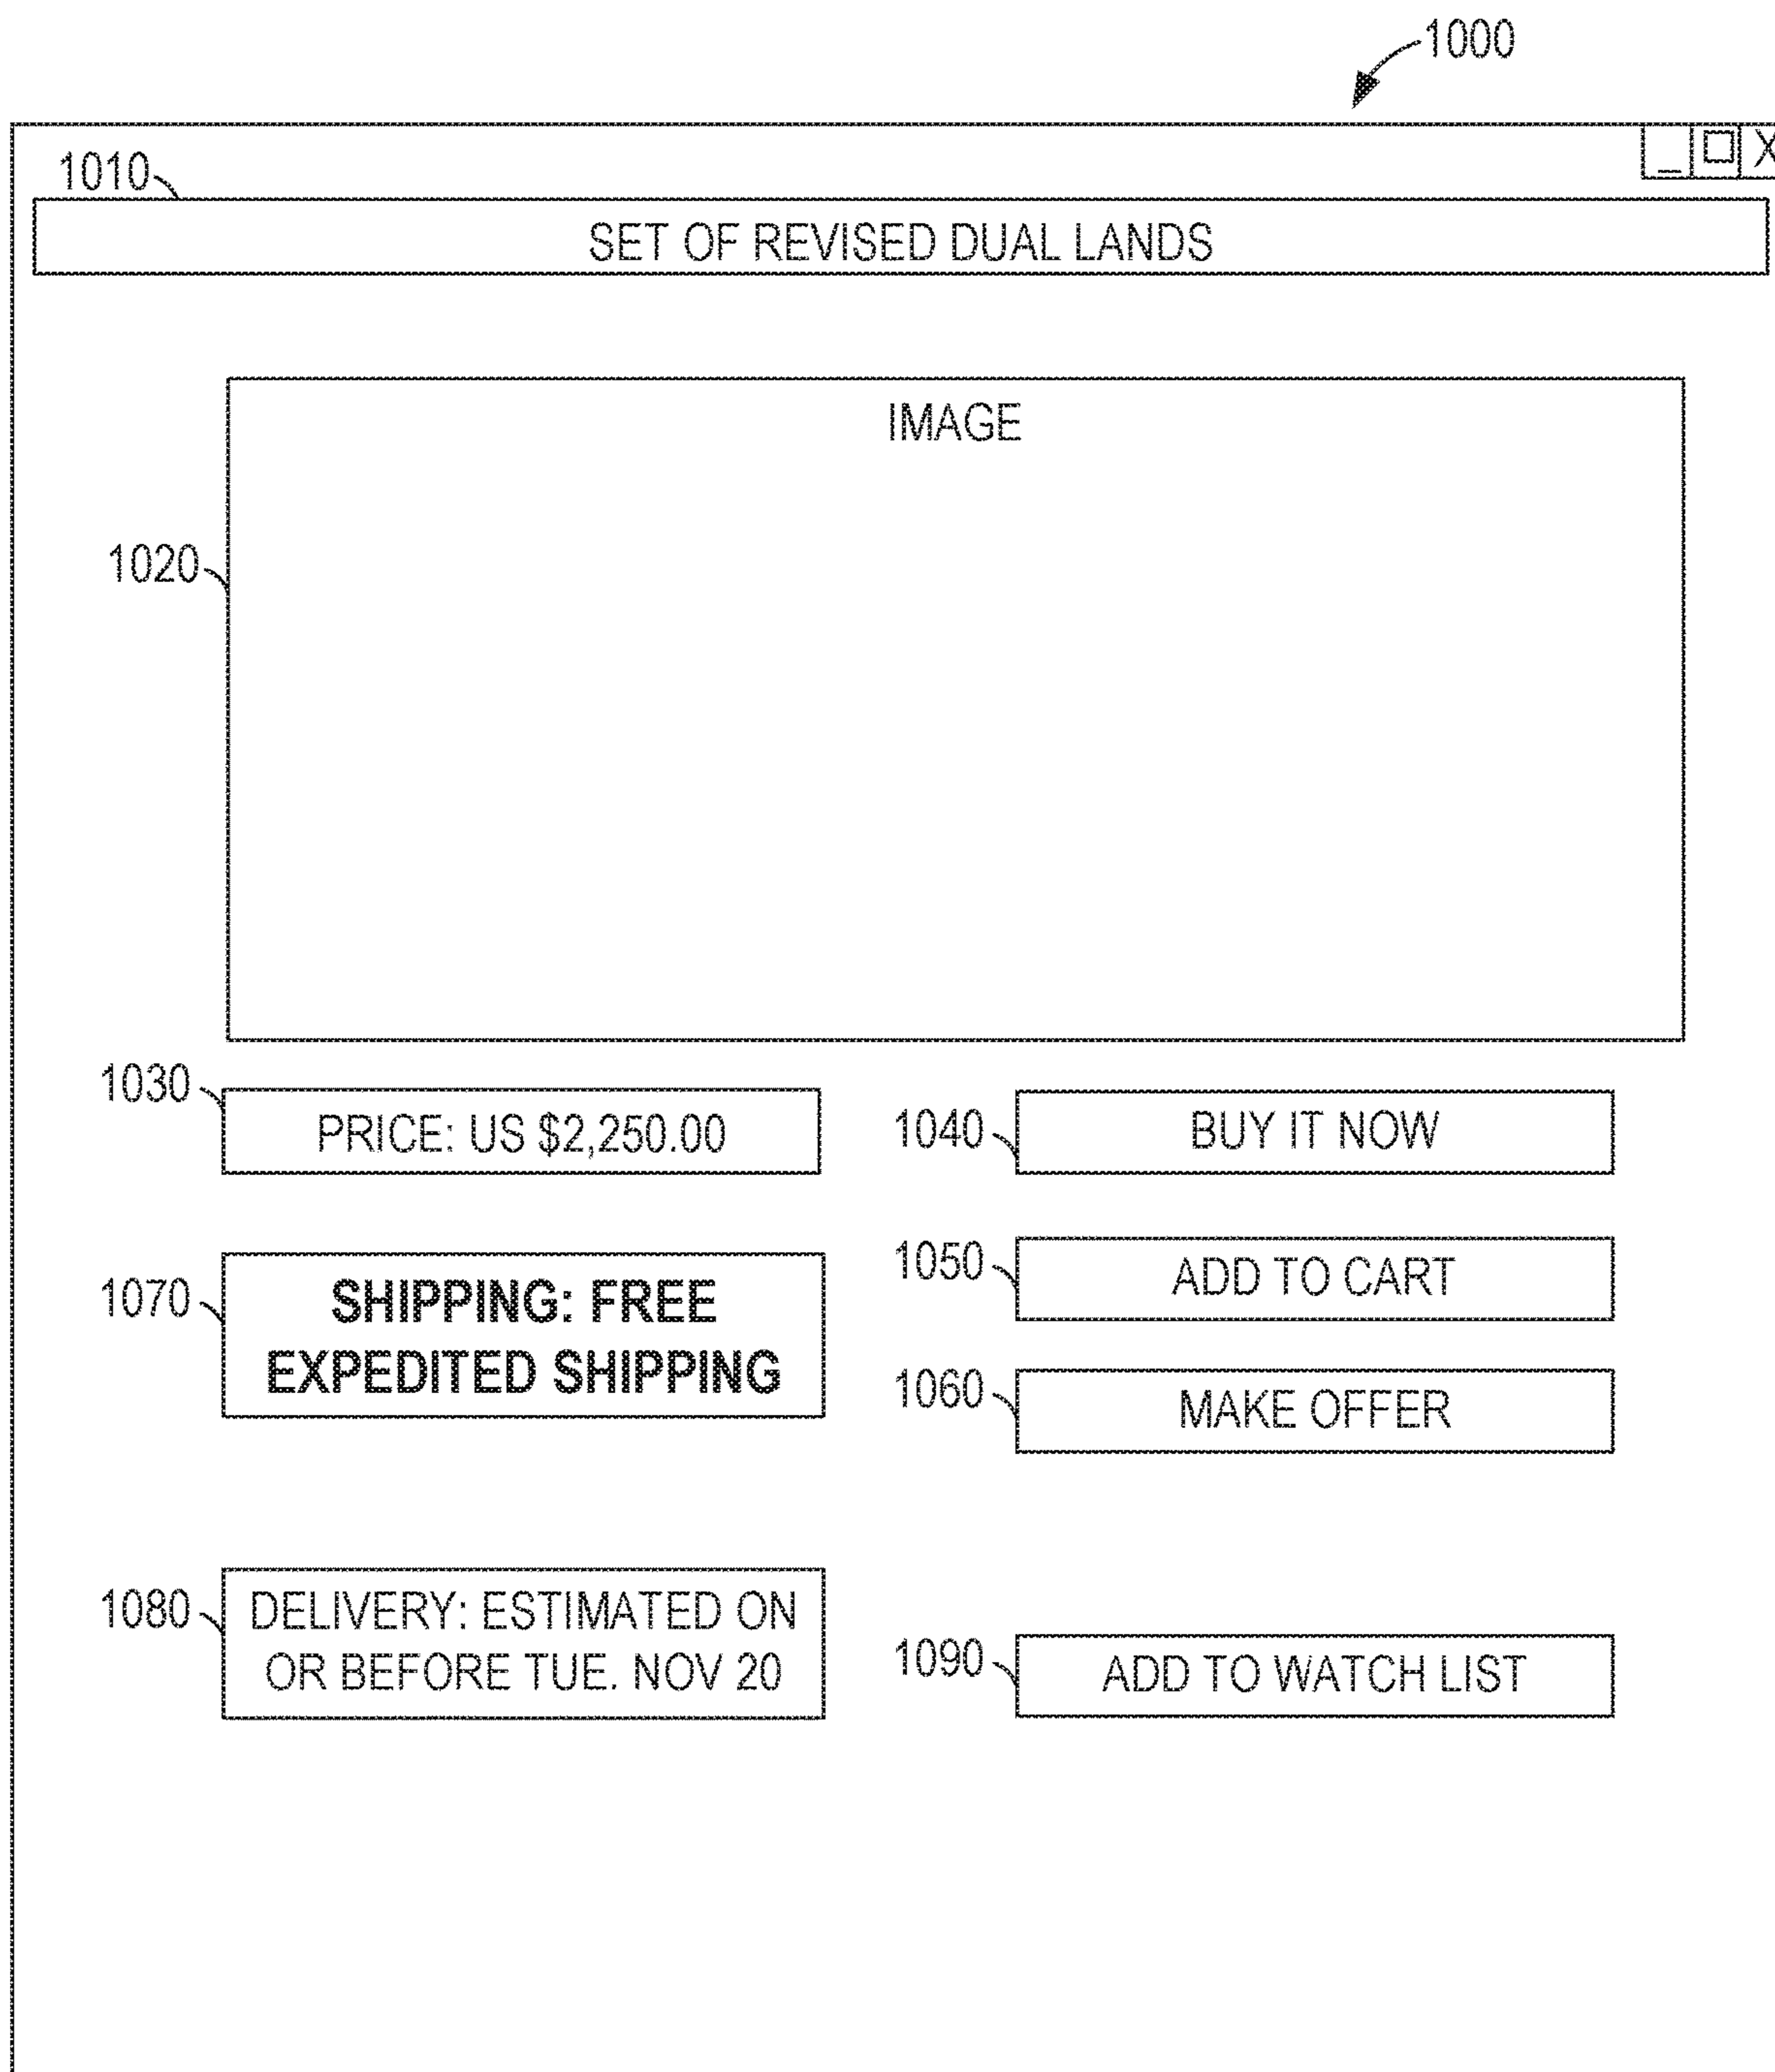 1000
_ □ X
1010
SET OF REVISED DUAL LANDS
IMAGE
1020
1030
PRICE: US $2,250.00
1040
BUY IT NOW
1070
SHIPPING: FREE
EXPEDITED SHIPPING
1050
ADD TO CART
1060
MAKE OFFER
1080
DELIVERY: ESTIMATED ON
OR BEFORE TUE. NOV 20
1090
ADD TO WATCH LIST